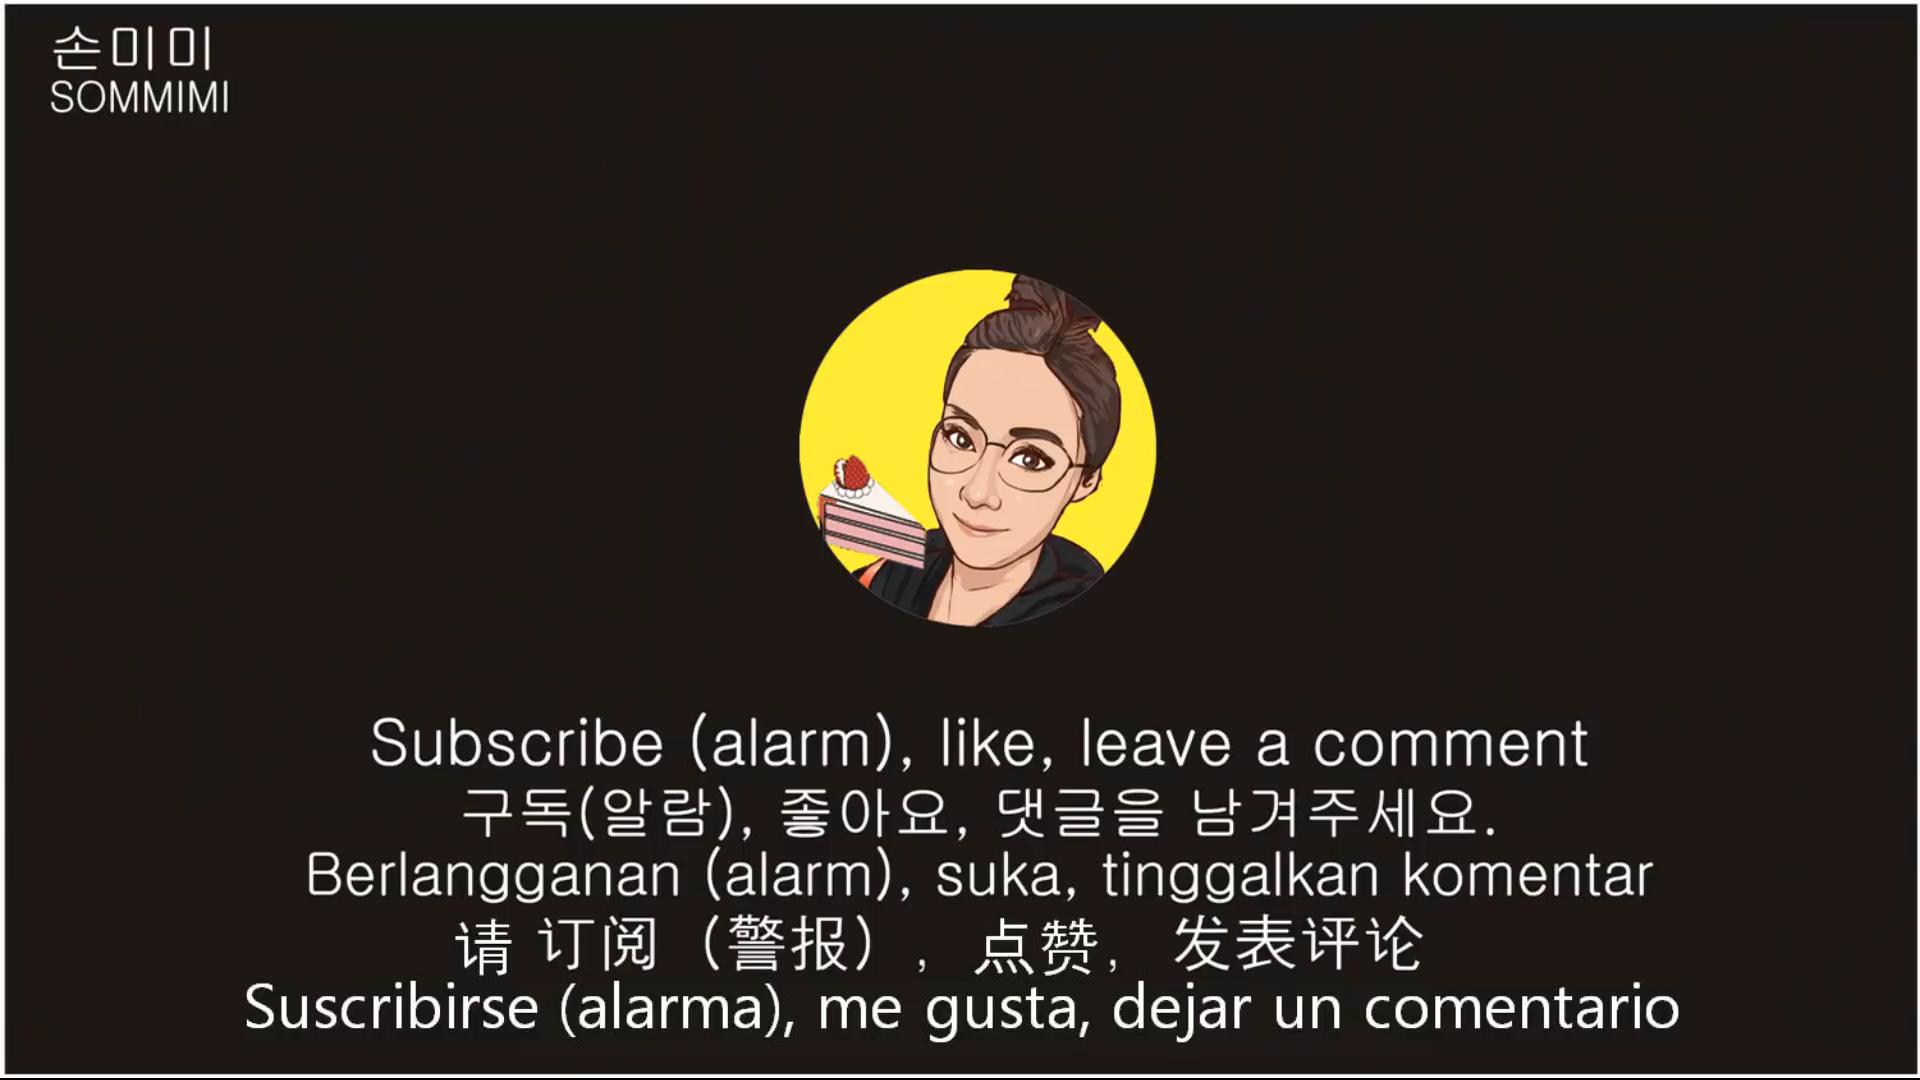 손미미
SOMMIMI
Subscribe (alarm), like, leave a comment
구독(알람), 좋아요, 댓글을 남겨주세요.
Berlangganan (alarm), suka, tinggalkan komentar
请 订阅（警报）, 点赞, 发表评论
Suscribirse (alarma), me gusta, dejar un comentario